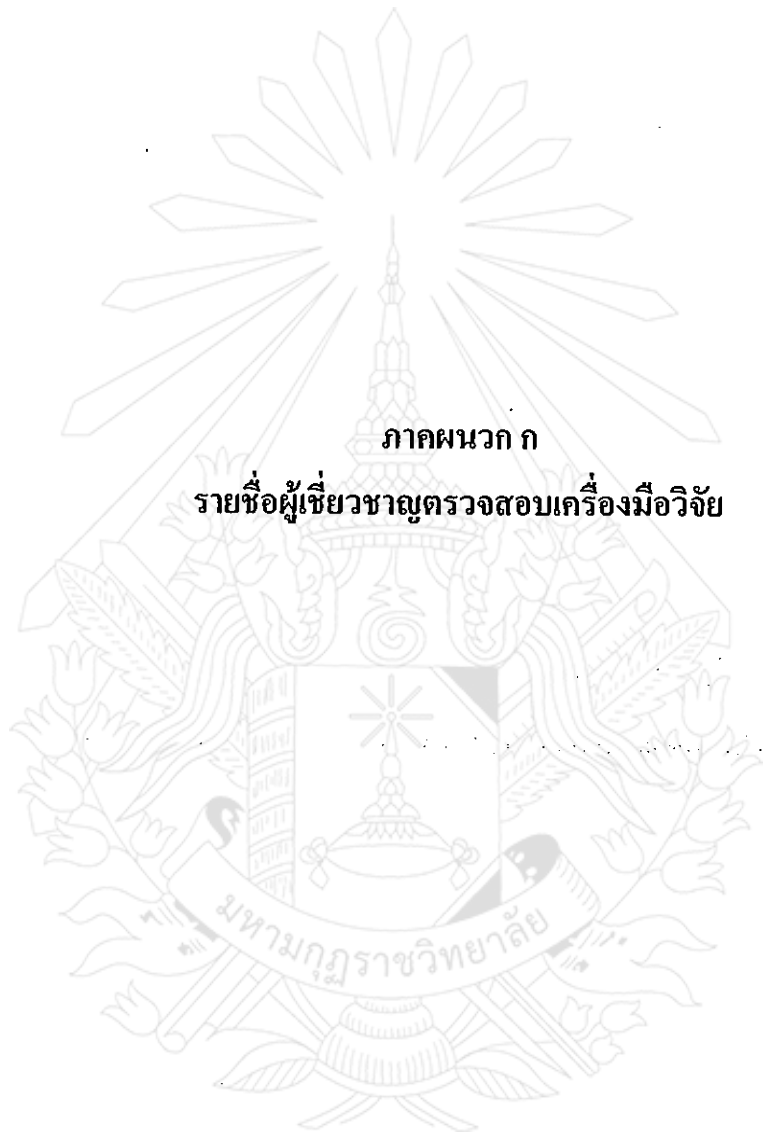 ภาคผนวก ก
รายชื่อผู้เชี่ยวชาญตรวจสอบเครื่องมือวิจัย
มหามกุฏราชวิทยาลัย